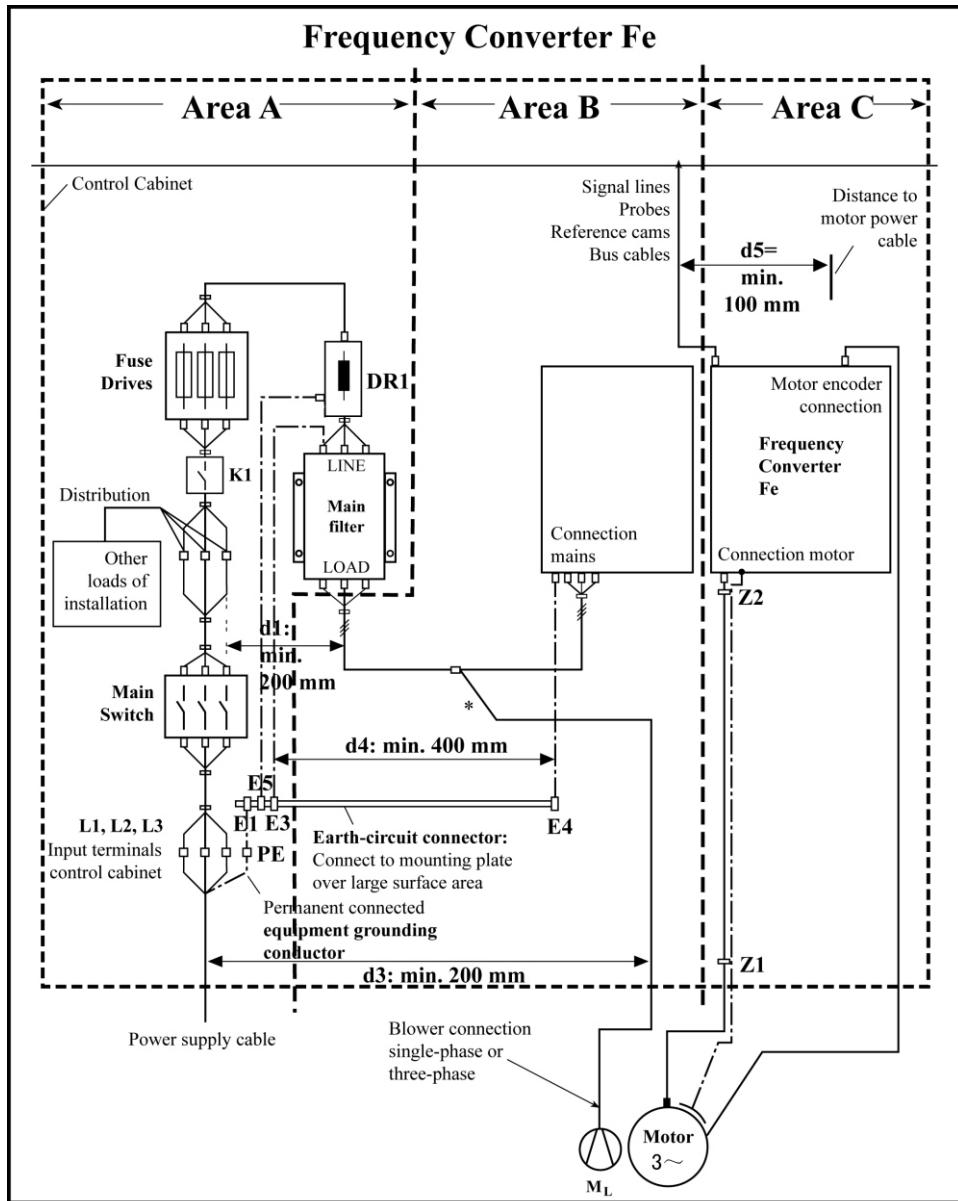 Frequency Converter Fe
Area A
Area B
Area C
Control Cabinet
Signal lines
Probes
Reference cams
Bus cables
Distance to
motor power
cable
d5=
min.
100 mm
Fuse
Drives
DR1
K1
LINE
Main
filter
LOAD
Distribution
Other
loads of
installation
Connection
mains
Motor encoder
connection
Frequency
Converter
Fe
Connection motor
Z2
d1:
min.
200 mm
Main
Switch
*
d4: min. 400 mm
E5
E1
E3
E4
L1, L2, L3
Input terminals
control cabinet
PE
Earth-circuit connector:
Connect to mounting plate
over large surface area
Permanent connected
equipment grounding
conductor
Z1
d3: min. 200 mm
Power supply cable
Blower connection
single-phase or
three-phase
Motor
3～
ML